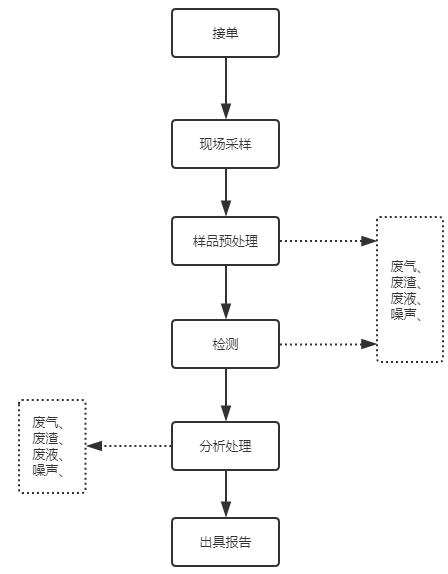 接单
现场采样
样品预处理
废气、
废渣、
废液、
噪声、
检测
分析处理
废气、
废渣、
废液、
噪声、
出具报告